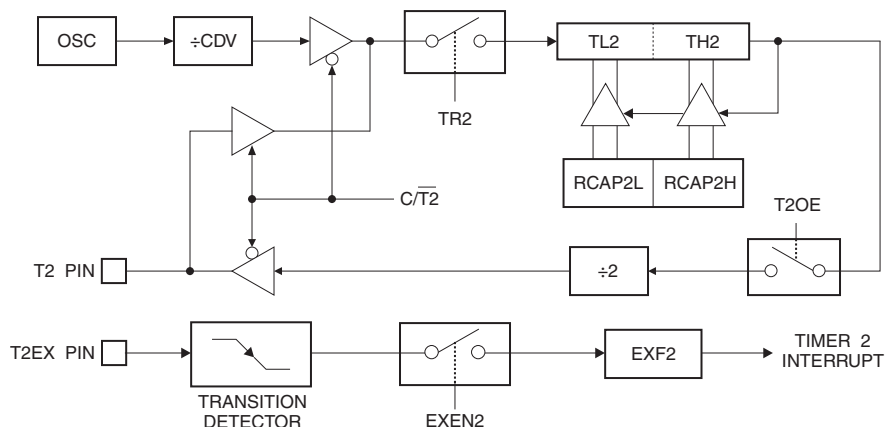 OSC
÷CDV
TR2
TL2
TH2
RCAP2L
RCAP2H
C/T̅2̅
T2OE
T2 PIN
÷2
T2EX PIN
TRANSITION
DETECTOR
EXEN2
EXF2
TIMER 2
INTERRUPT